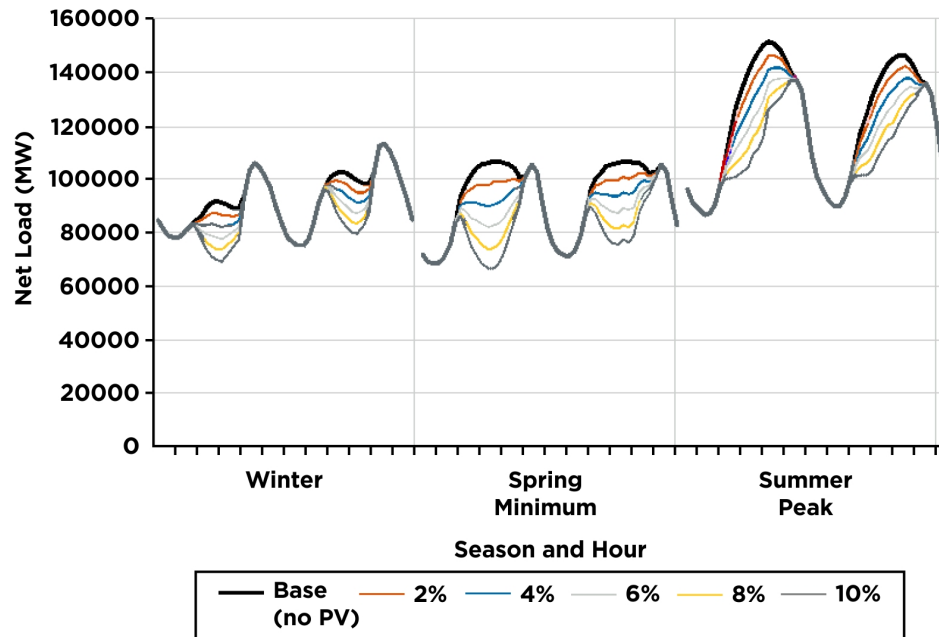 160000
140000
120000
100000
80000
60000
40000
20000
0
Net Load (MW)
Winter
Spring
Minimum
Summer
Peak
Season and Hour
Base
(no PV)
2%
4%
6%
8%
10%